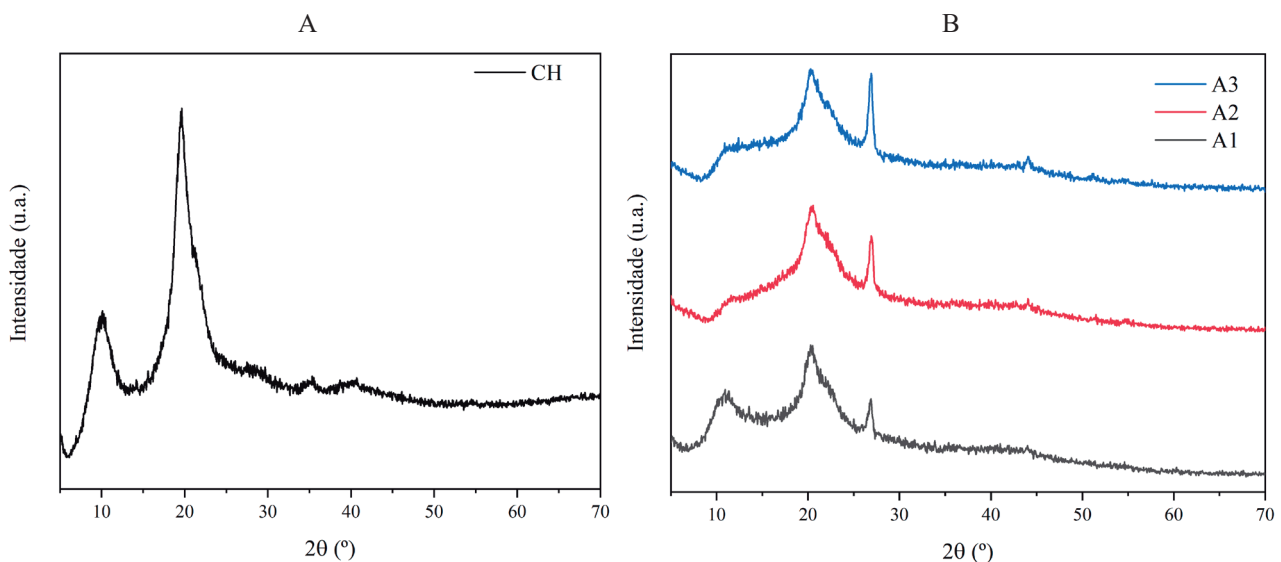 A
CH
Intensidade (u.a.)
10 20 30 40 50 60 70
2θ (º)
B
A3
A2
A1
Intensidade (u.a.)
Intensidade (u.a.)
10 20 30 40 50 60 70
2θ (º)